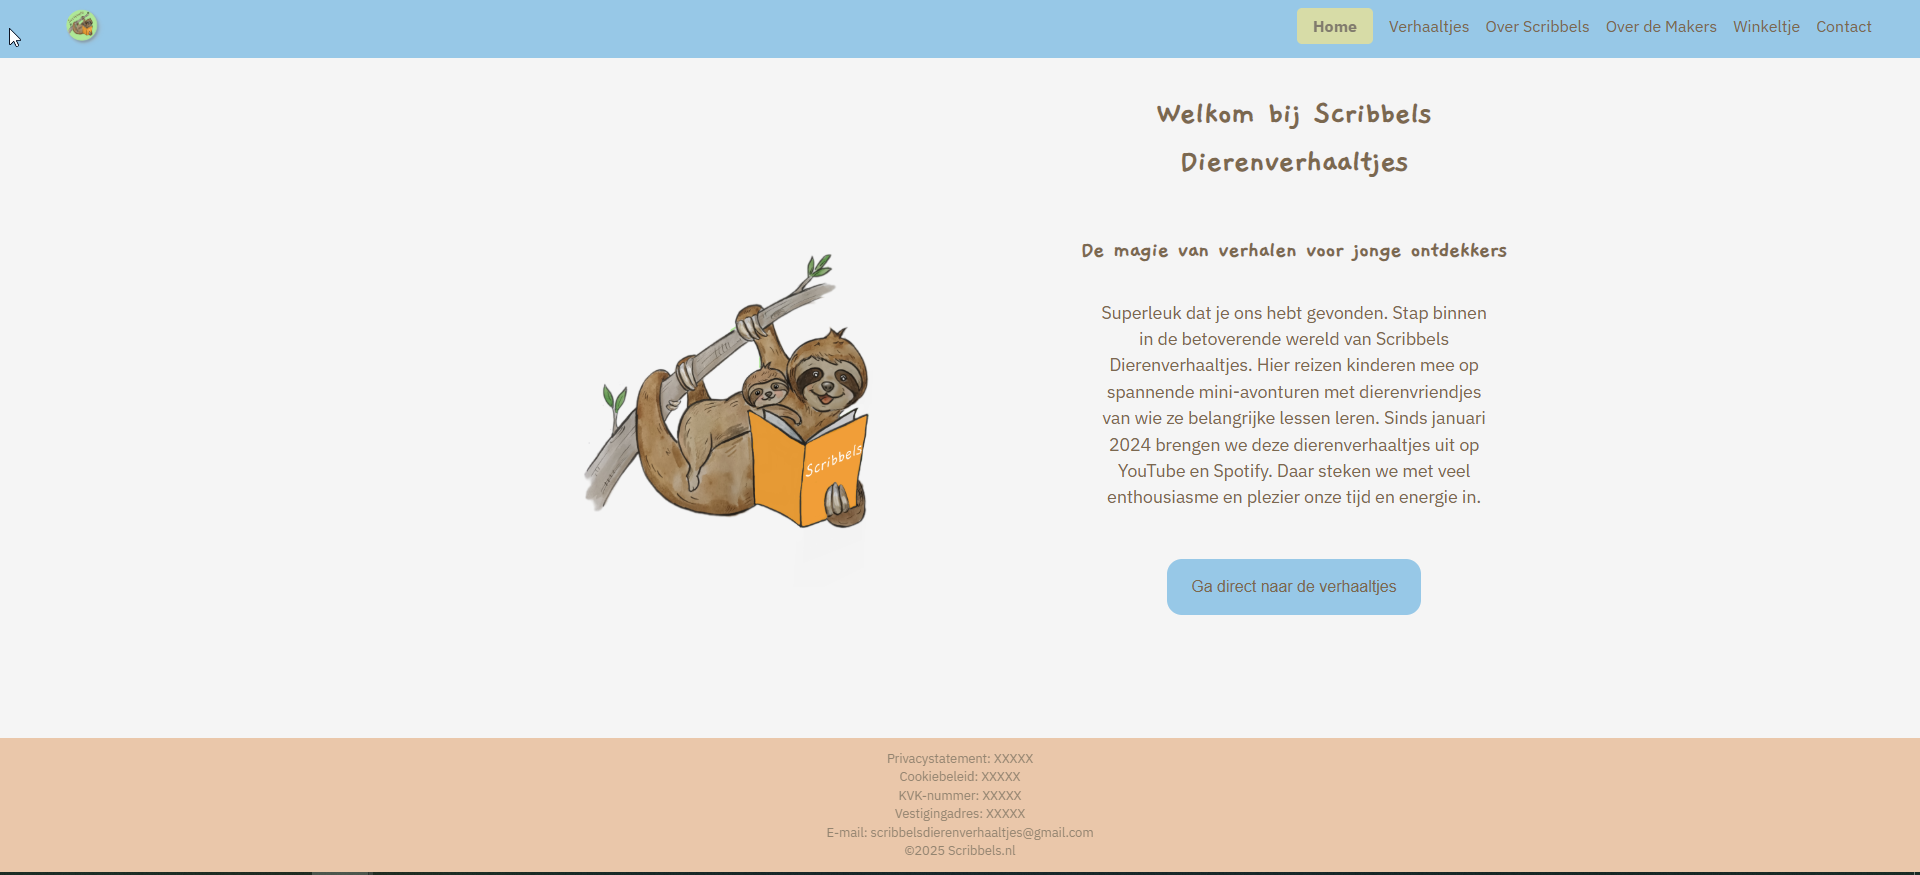 Home Verhaaltjes Over Scribbels Over de Makers Winkeltje Contact
Welkom bij Scribbels
Dierenverhaaltjes
De magie van verhalen voor jonge ontdekkers
Superleuk dat je ons hebt gevonden. Stap binnen
in de betoverende wereld van Scribbels
Dierenverhaaltjes. Hier reizen kinderen mee op
spannende mini-avonturen met dierenvriendjes
van wie ze belangrijke lessen leren. Sinds januari
2024 brengen we deze dierenverhaaltjes uit op
YouTube en Spotify. Daar steken we met veel
enthousiasme en plezier onze tijd en energie in.
Scribbels
Ga direct naar de verhaaltjes
Privacystatement: XXXXX
Cookiebeleid: XXXXX
KVK-nummer: XXXXX
Vestigingadres: XXXXX
E-mail: scribbelsdierenverhaaltjes@gmail.com
©2025 Scribbels.nl